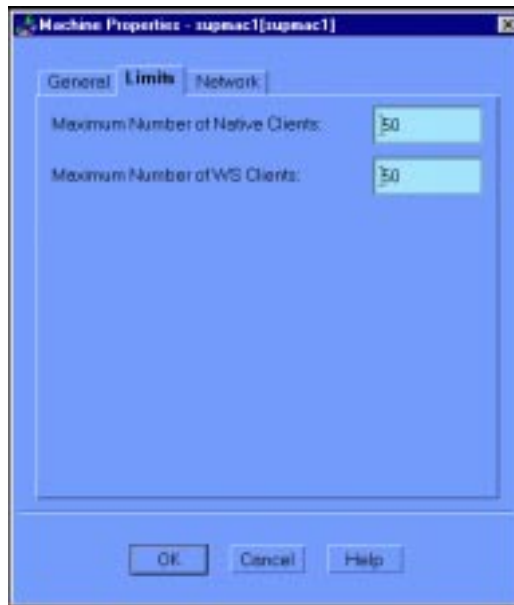 Machine Properties - supmac1[supmac1]
General Limits Network
Maximum Number of Native Clients: 50
Maximum Number of WS Clients: 50
OK Cancel Help